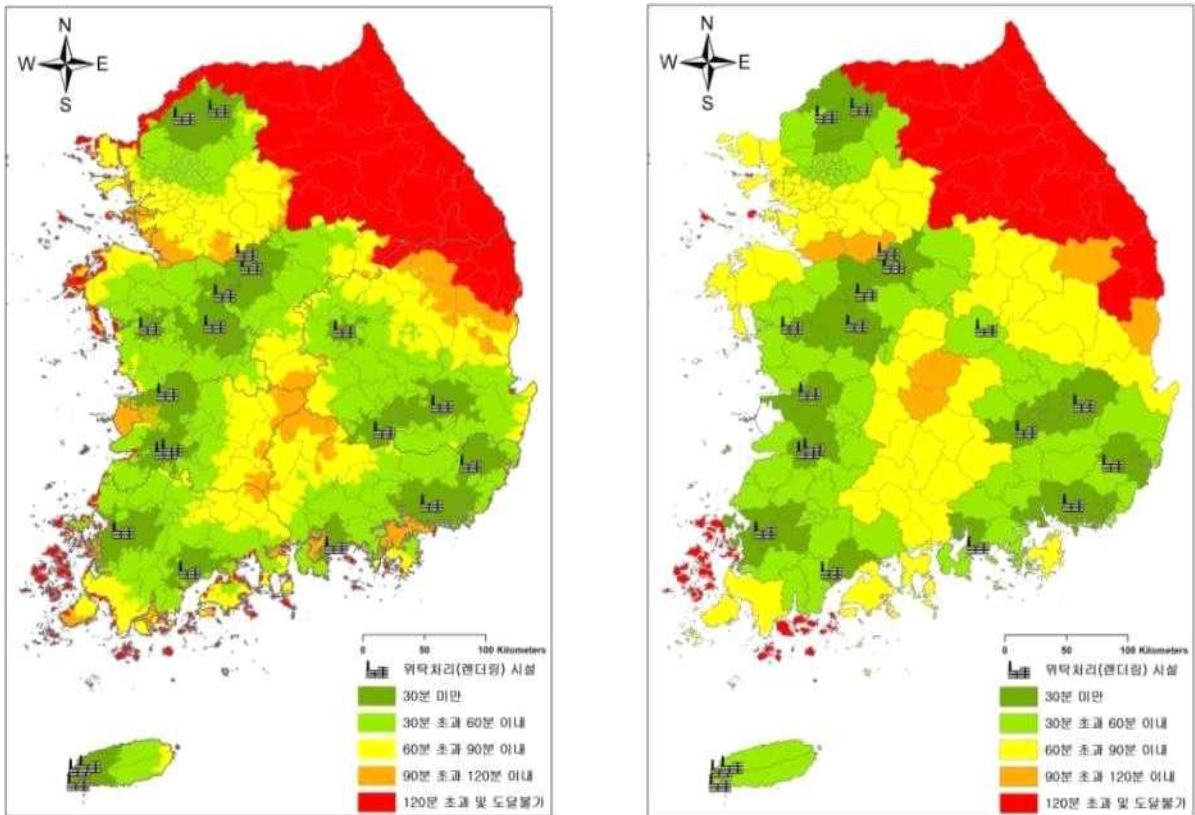 N
W E
S
0 50 100 Kilometers
위탁처리(렌더링) 시설
30분 미만
30분 초과 60분 이내
60분 초과 90분 이내
90분 초과 120분 이내
120분 초과 및 도달불가
N
W E
S
0 50 100 Kilometers
위탁처리(렌더링) 시설
30분 미만
30분 초과 60분 이내
60분 초과 90분 이내
90분 초과 120분 이내
120분 초과 및 도달불가